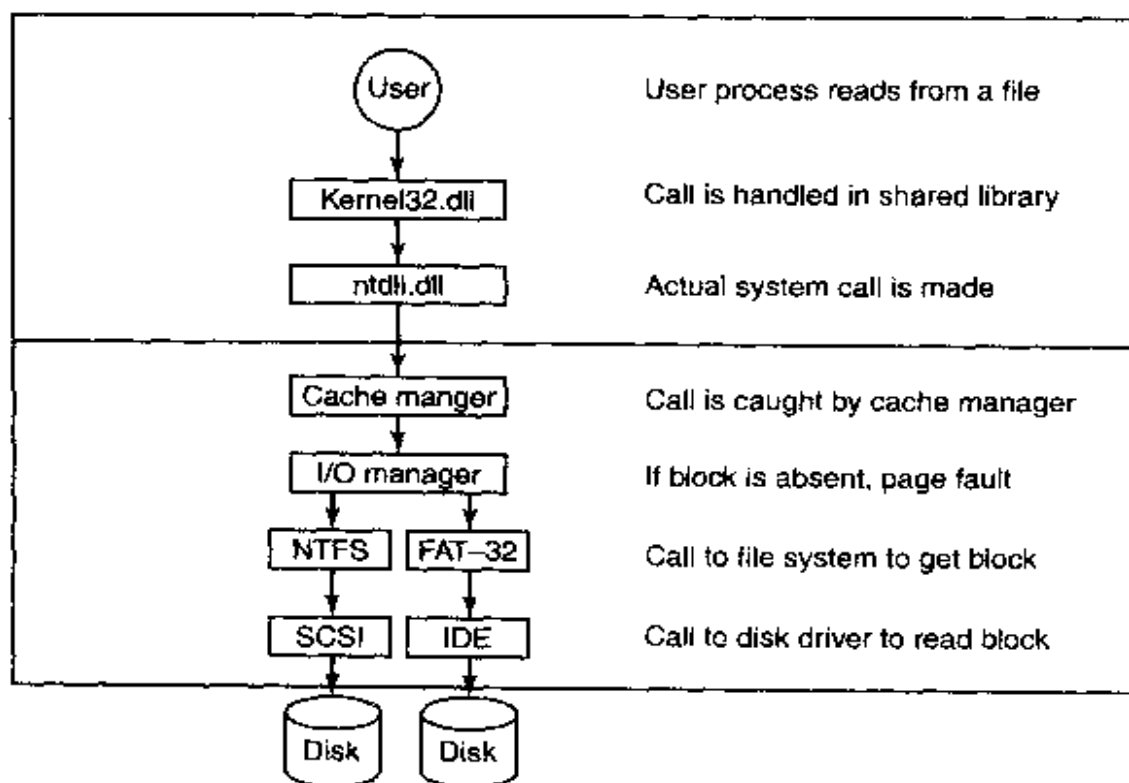 User
User process reads from a file
Kernel32.dli
Call is handled in shared library
ntdli.dll
Actual system call is made
Cache manger
Call is caught by cache manager
I/O manager
If block is absent, page fault
NTFS
FAT–32
Call to file system to get block
SCSI
IDE
Call to disk driver to read block
Disk
Disk